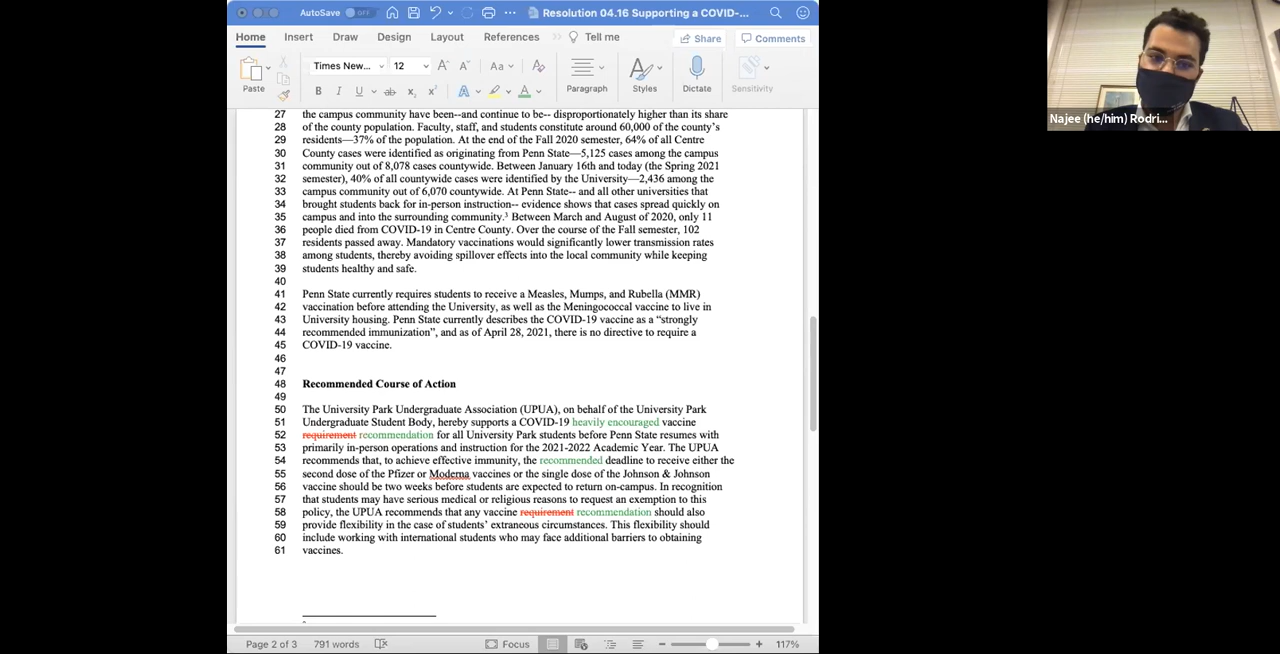 AutoSave OFF Resolution 04.16 Supporting a COVID-...
Home Insert Draw Design Layout References Tell me Share Comments
Times New... 12 Aa
Paste Paragraph Styles Dictate Sensitivity
27 the campus community have been--and continue to be-- disproportionately higher than its share
28 of the county population. Faculty, staff, and students constitute around 60,000 of the county's
29 residents—37% of the population. At the end of the Fall 2020 semester, 64% of all Centre
30 County cases were identified as originating from Penn State—5,125 cases among the campus
31 community out of 8,078 cases countywide. Between January 16th and today (the Spring 2021
32 semester), 40% of all countywide cases were identified by the University—2,436 among the
33 campus community out of 6,070 countywide. At Penn State-- and all other universities that
34 brought students back for in-person instruction-- evidence shows that cases spread quickly on
35 campus and into the surrounding community.³ Between March and August of 2020, only 11
36 people died from COVID-19 in Centre County. Over the course of the Fall semester, 102
37 residents passed away. Mandatory vaccinations would significantly lower transmission rates
38 among students, thereby avoiding spillover effects into the local community while keeping
39 students healthy and safe.
40
41 Penn State currently requires students to receive a Measles, Mumps, and Rubella (MMR)
42 vaccination before attending the University, as well as the Meningococcal vaccine to live in
43 University housing. Penn State currently describes the COVID-19 vaccine as a “strongly
44 recommended immunization”, and as of April 28, 2021, there is no directive to require a
45 COVID-19 vaccine.
46
47
48 Recommended Course of Action
49
50 The University Park Undergraduate Association (UPUA), on behalf of the University Park
51 Undergraduate Student Body, hereby supports a COVID-19 heavily encouraged vaccine
52 requirement recommendation for all University Park students before Penn State resumes with
53 primarily in-person operations and instruction for the 2021-2022 Academic Year. The UPUA
54 recommends that, to achieve effective immunity, the recommended deadline to receive either the
55 second dose of the Pfizer or Moderna vaccines or the single dose of the Johnson & Johnson
56 vaccine should be two weeks before students are expected to return on-campus. In recognition
57 that students may have serious medical or religious reasons to request an exemption to this
58 policy, the UPUA recommends that any vaccine requirement recommendation should also
59 provide flexibility in the case of students' extraneous circumstances. This flexibility should
60 include working with international students who may face additional barriers to obtaining
61 vaccines.
Page 2 of 3 791 words Focus 117%
Najee (he/him) Rodri...